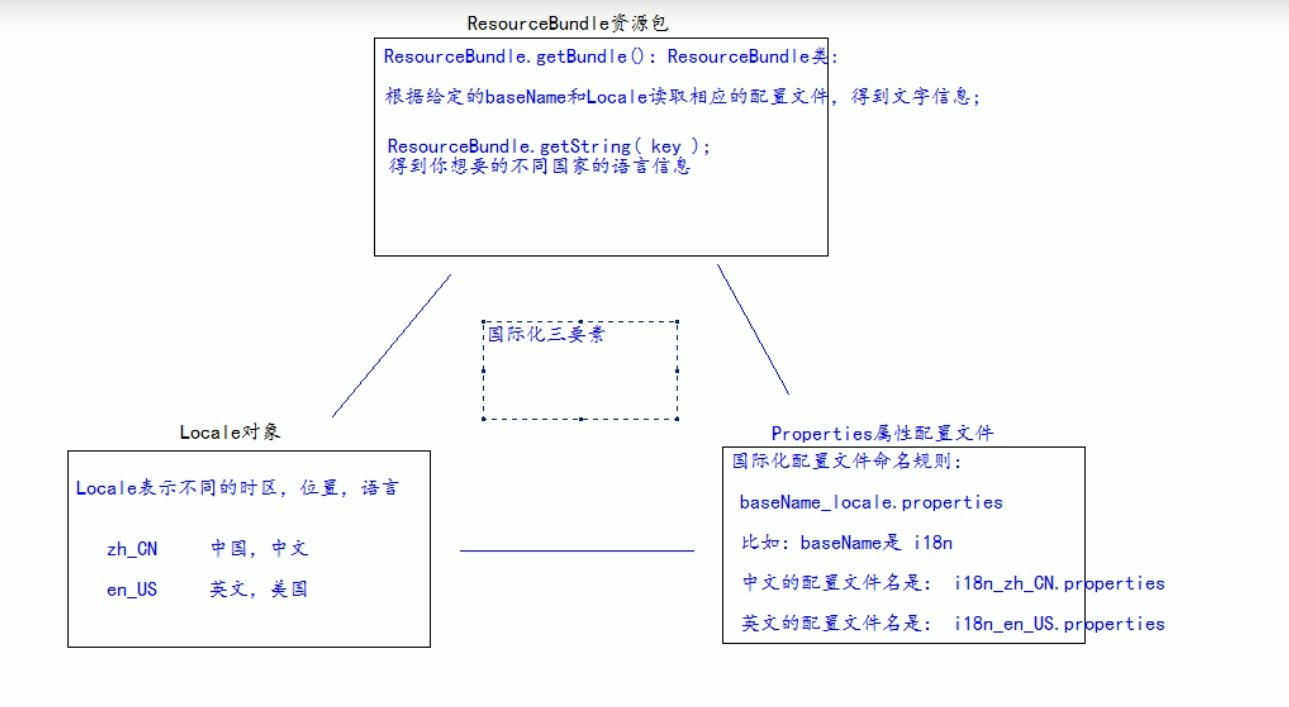 ResourceBundle资源包
ResourceBundle.getBundle(): ResourceBundle类:
根据给定的baseName和Locale读取相应的配置文件，得到文字信息;
ResourceBundle.getString( key );
得到你想要的不同国家的语言信息
国际化三要素
Locale对象
Locale表示不同的时区，位置，语言
zh_CN 中国，中文
en_US 英文，美国
Properties属性配置文件
国际化配置文件命名规则:
baseName_locale.properties
比如: baseName是 i18n
中文的配置文件名是: i18n_zh_CN.properties
英文的配置文件名是: i18n_en_US.properties